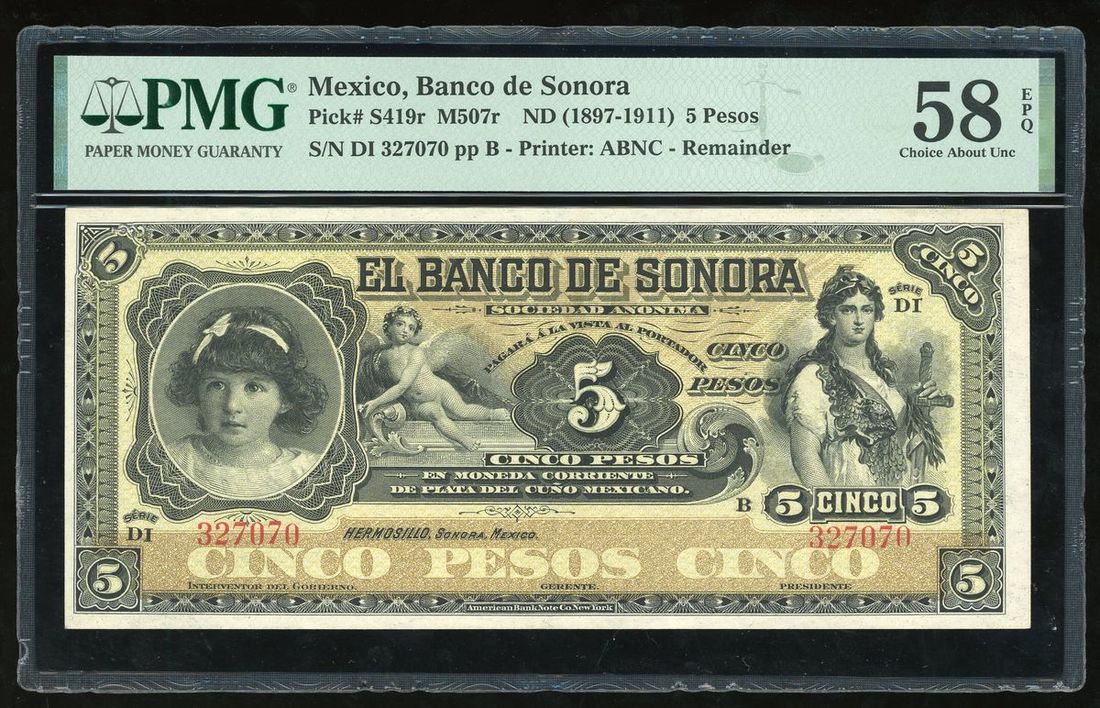 PMG®
PAPER MONEY GUARANTY
Mexico, Banco de Sonora
Pick# S419r M507r ND (1897-1911) 5 Pesos
S/N DI 327070 pp B - Printer: ABNC - Remainder
58 EPQ
Choice About Unc
5
EL BANCO DE SONORA
SOCIEDAD ANONIMA
PAGARÁ Á LA VISTA AL PORTADOR
CINCO
PESOS
5
SÉRIE
DI
5
CINCO
CINCO PESOS
EN MONEDA CORRIENTE
DE PLATA DEL CUÑO MEXICANO.
B 5 CINCO 5
SÉRIE
DI
327070
HERMOSILLO, SONORA, MEXICO.
327070
CINCO PESOS CINCO
5
5
INTERVENTOR DEL GOBIERNO.
GERENTE.
PRESIDENTE
American Bank Note Co. New York